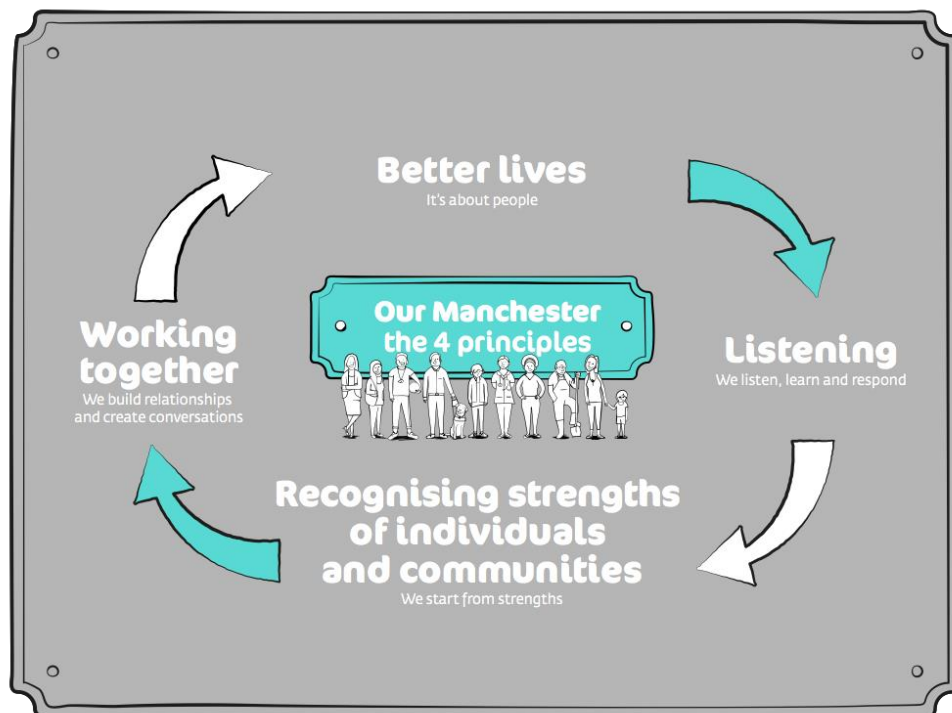 Better lives
It's about people
Our Manchester
the 4 principles
Working
together
We build relationships
and create conversations
Listening
We listen, learn and respond
Recognising strengths
of individuals
and communities
We start from strengths